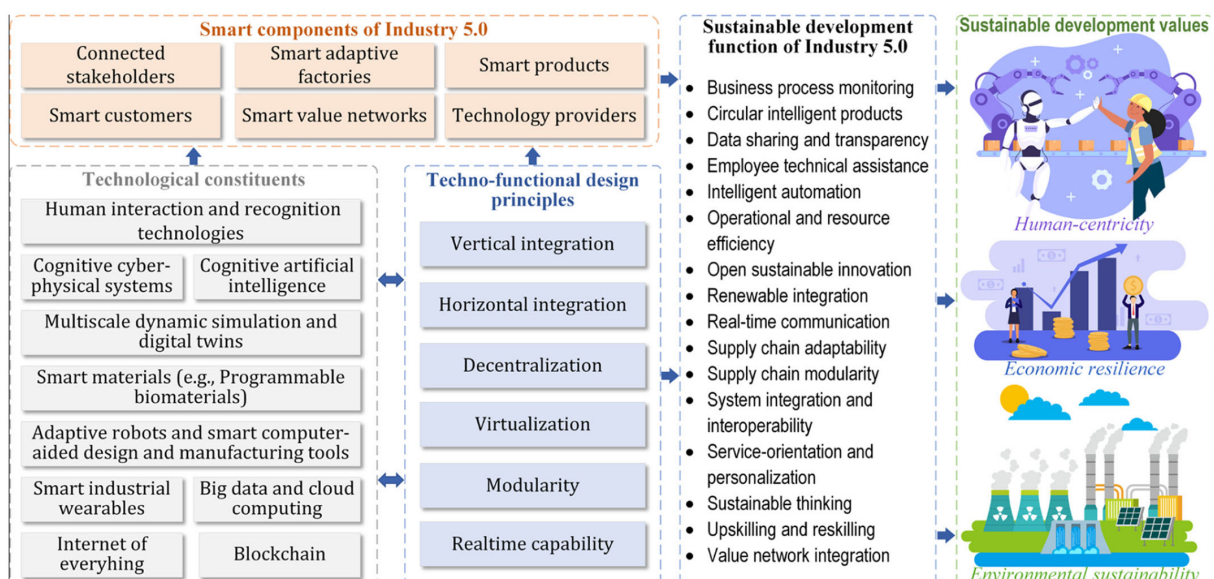 Smart components of Industry 5.0
Connected
stakeholders
Smart adaptive
factories
Smart products
Smart customers
Smart value networks
Technology providers
Technological constituents
Human interaction and recognition
technologies
Cognitive cyber-
physical systems
Cognitive artificial
intelligence
Multiscale dynamic simulation and
digital twins
Smart materials (e.g., Programmable
biomaterials)
Adaptive robots and smart computer-
aided design and manufacturing tools
Smart industrial
wearables
Big data and cloud
computing
Internet of
everyhing
Blockchain
Techno-functional design
principles
Vertical integration
Horizontal integration
Decentralization
Virtualization
Modularity
Realtime capability
Sustainable development
function of Industry 5.0
• Business process monitoring
• Circular intelligent products
• Data sharing and transparency
• Employee technical assistance
• Intelligent automation
• Operational and resource
efficiency
• Open sustainable innovation
• Renewable integration
• Real-time communication
• Supply chain adaptability
• Supply chain modularity
• System integration and
interoperability
• Service-orientation and
personalization
• Sustainable thinking
• Upskilling and reskilling
• Value network integration
Sustainable development values
Human-centricity
Economic resilience
Environmental sustainability